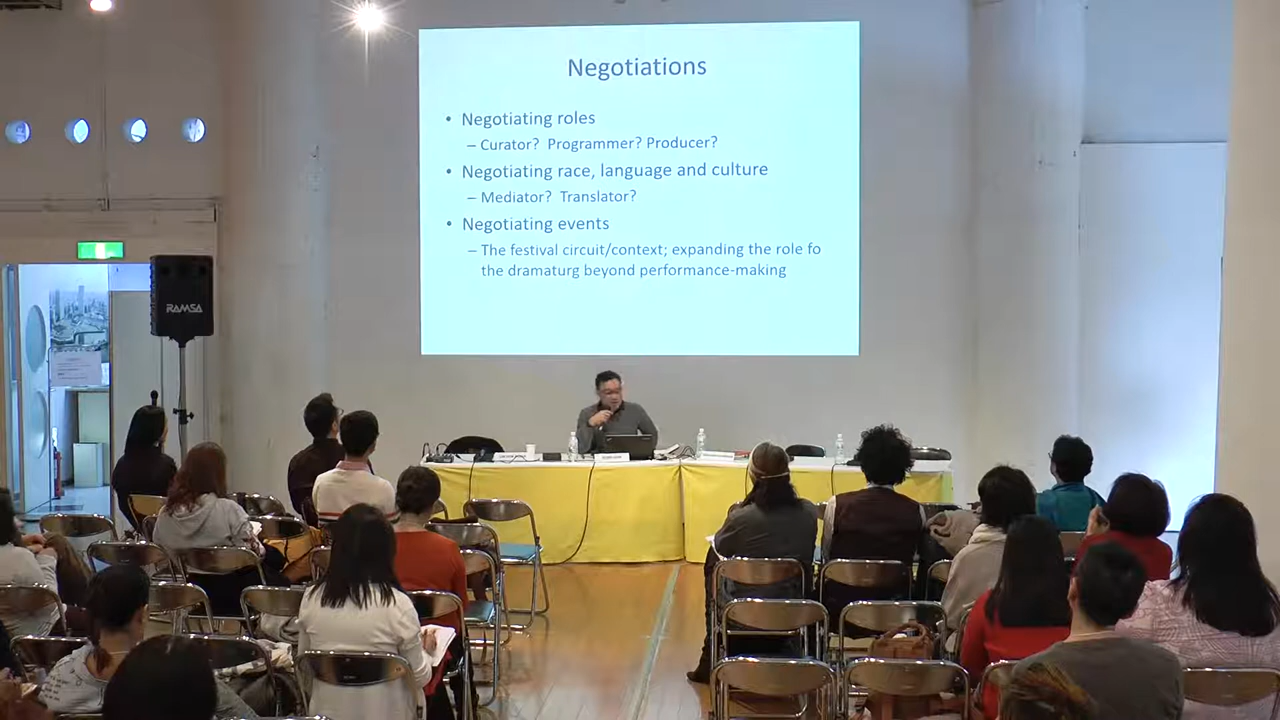 Negotiations
• Negotiating roles
– Curator? Programmer? Producer?
• Negotiating race, language and culture
– Mediator? Translator?
• Negotiating events
– The festival circuit/context; expanding the role fo
the dramaturg beyond performance-making
RAMSA